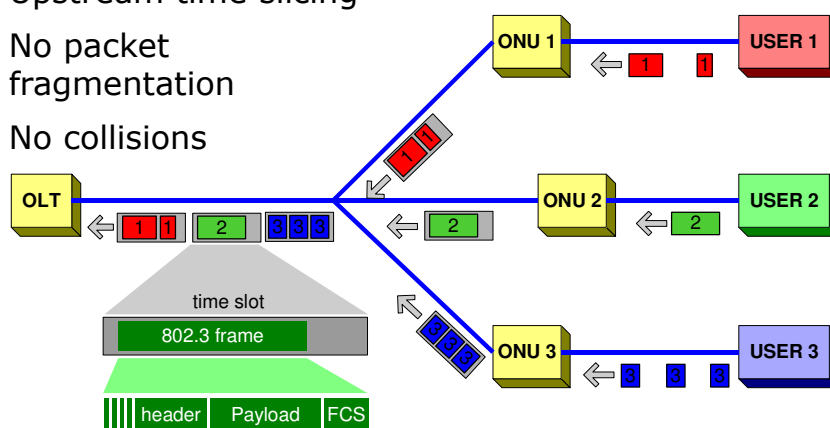 Upstream time slicing
No packet
fragmentation
No collisions
ONU 1
USER 1
1 1
1 1
OLT
ONU 2
USER 2
1 1 2 3 3 3
2
2
time slot
802.3 frame
3 3 3
ONU 3
USER 3
3 3 3
header Payload FCS